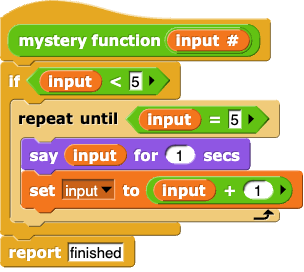 mystery function input #
if input < 5
repeat until input = 5
say input for 1 secs
set input to input + 1
report finished